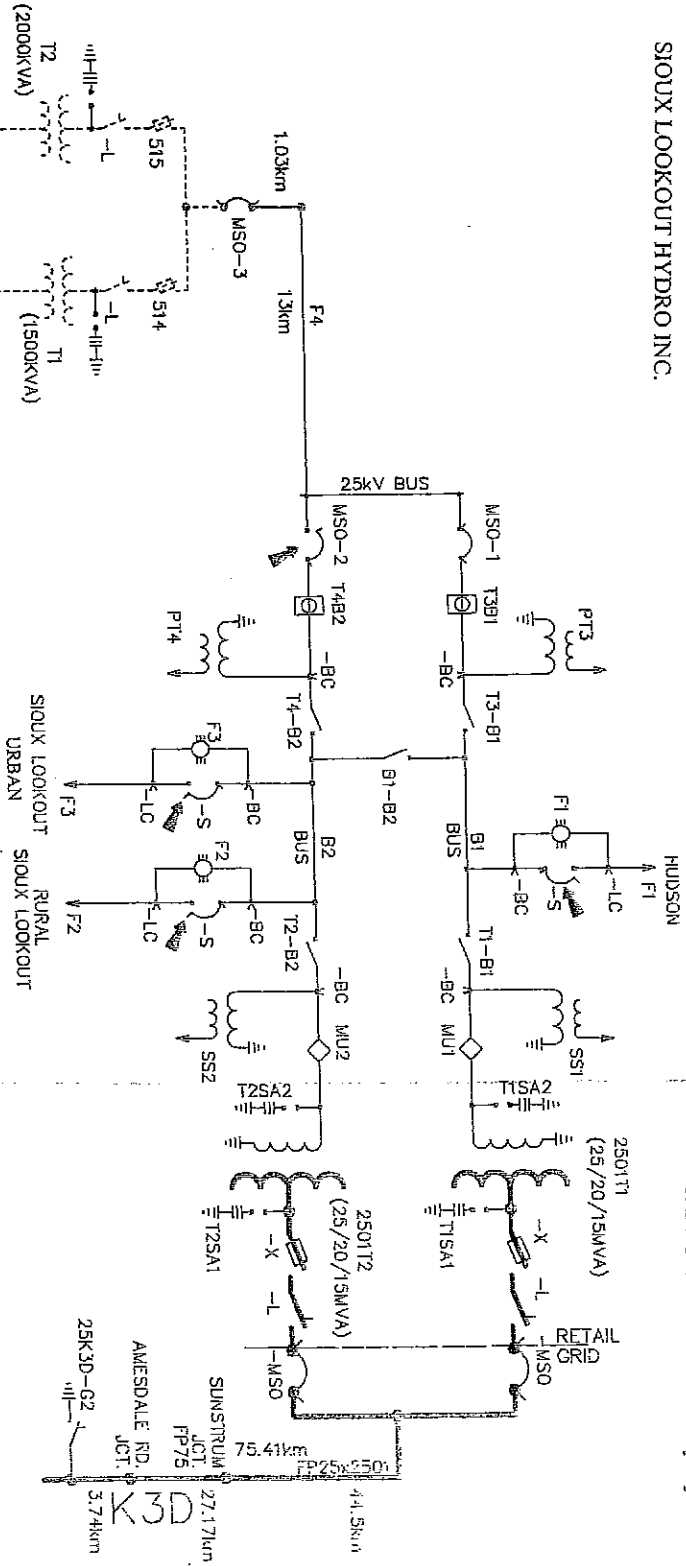 SIOUX LOOKOUT HYDRO INC.
T2
(2000KVA)
-L
515
1.03km
MSO-3
-L
514
T1
(1500KVA)
F4
13km
25kV BUS
MSO-1
MSO-2
T3B1
T4B2
PT3
PT4
-BC
-BC
T3-B1
T4-B2
B1-B2
HUDSON
F1
F1
-LC
-S
-BC
B1
BUS
B2
BUS
F3
-BC
-S
-LC
F3
SIOUX LOOKOUT
URBAN
F2
-BC
-S
-LC
F2
RURAL
SIOUX LOOKOUT
T1-B1
T2-B2
-BC
-BC
SS1
SS2
MU1
MU2
T1SA2
T2SA2
2501T1
(25/20/15MVA)
2501T2
(25/20/15MVA)
T1SA1
T2SA1
-X
-L
-X
-L
RETAIL
GRID
-MSO
-MSO
FP25x2501
44.5km
75.41km
SUNSTRUM
JCT.
FP75
27.17km
K3D
AMESDALE RD.
JCT.
3.74km
25K3D-G2